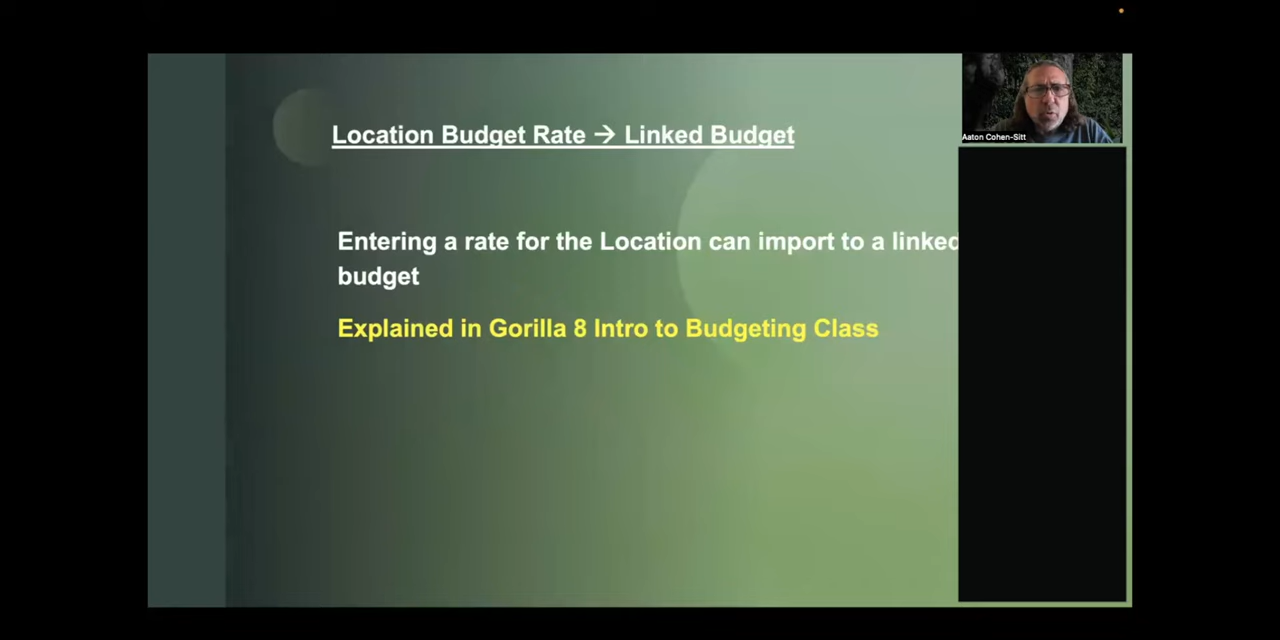 Location Budget Rate → Linked Budget
Aaton Cohen-Sitt
Entering a rate for the Location can import to a linked
budget
Explained in Gorilla 8 Intro to Budgeting Class